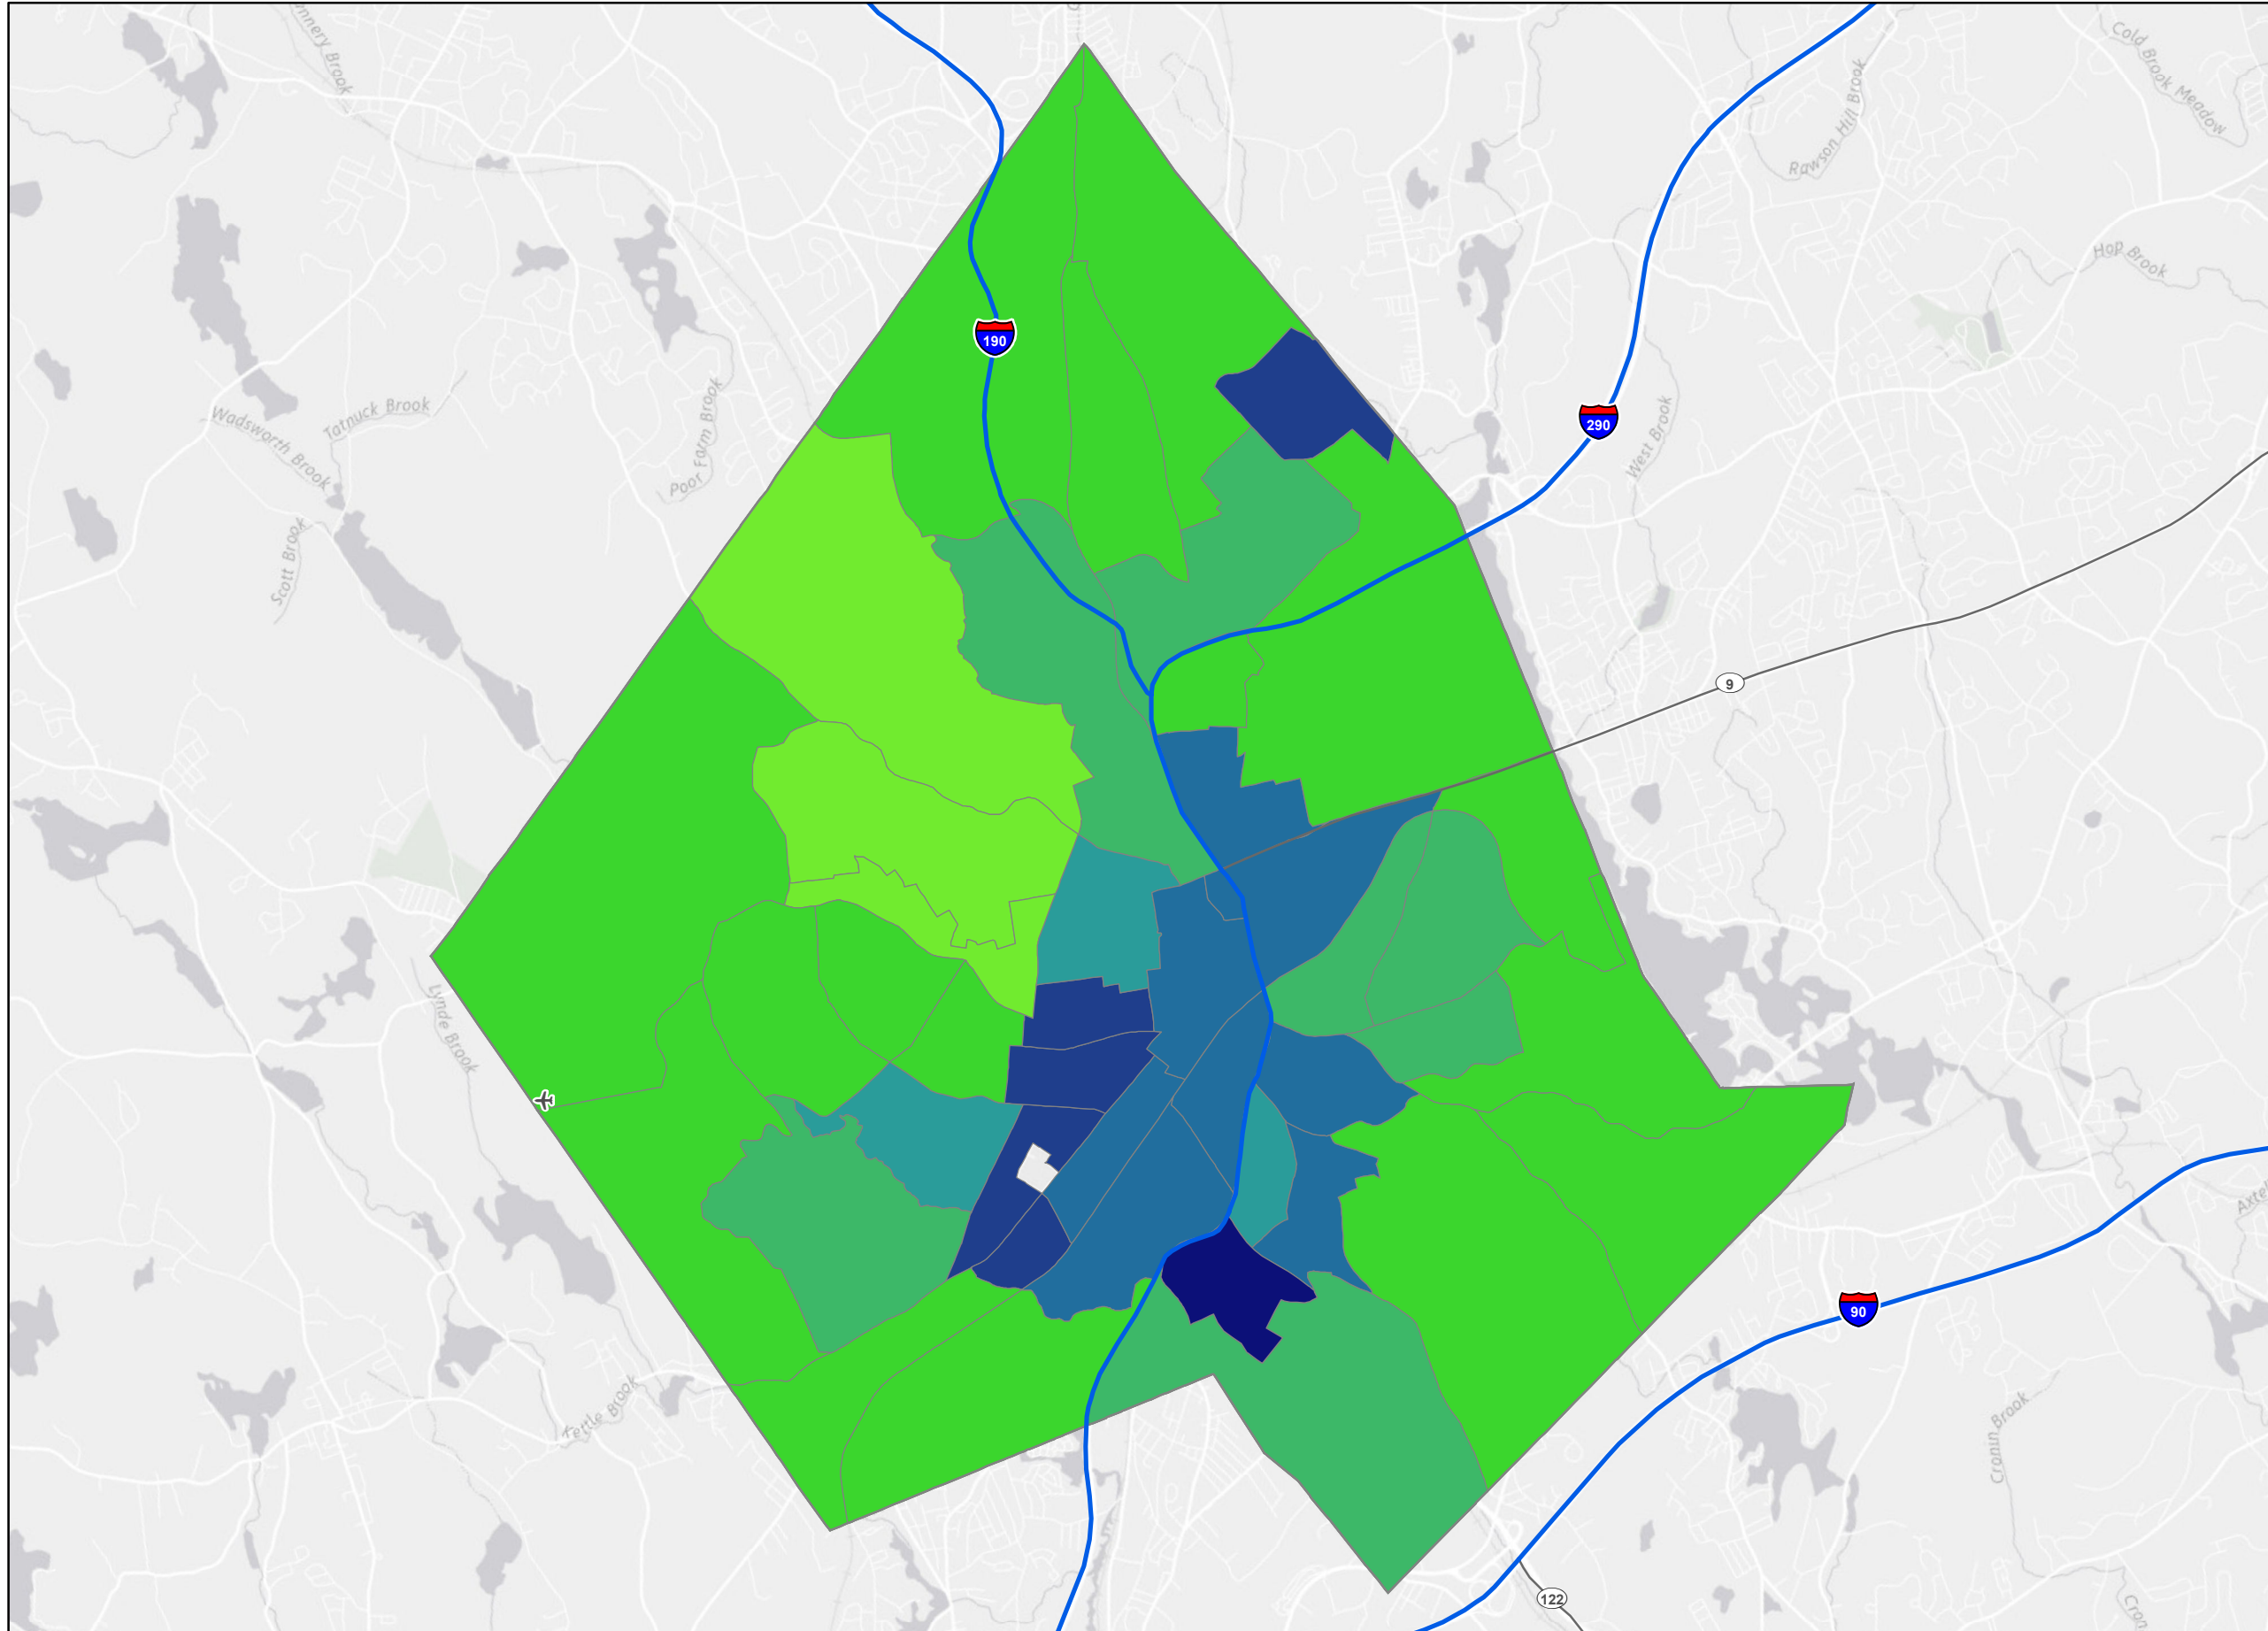 Cold Brook Meadow
Rawson Hill Brook
Hop Brook
190
Tatnuck Brook
Wadsworth Brook
Poor Farm Brook
290
West Brook
Scott Brook
9
Lynde Brook
90
Kettle Brook
Cronin Brook
122